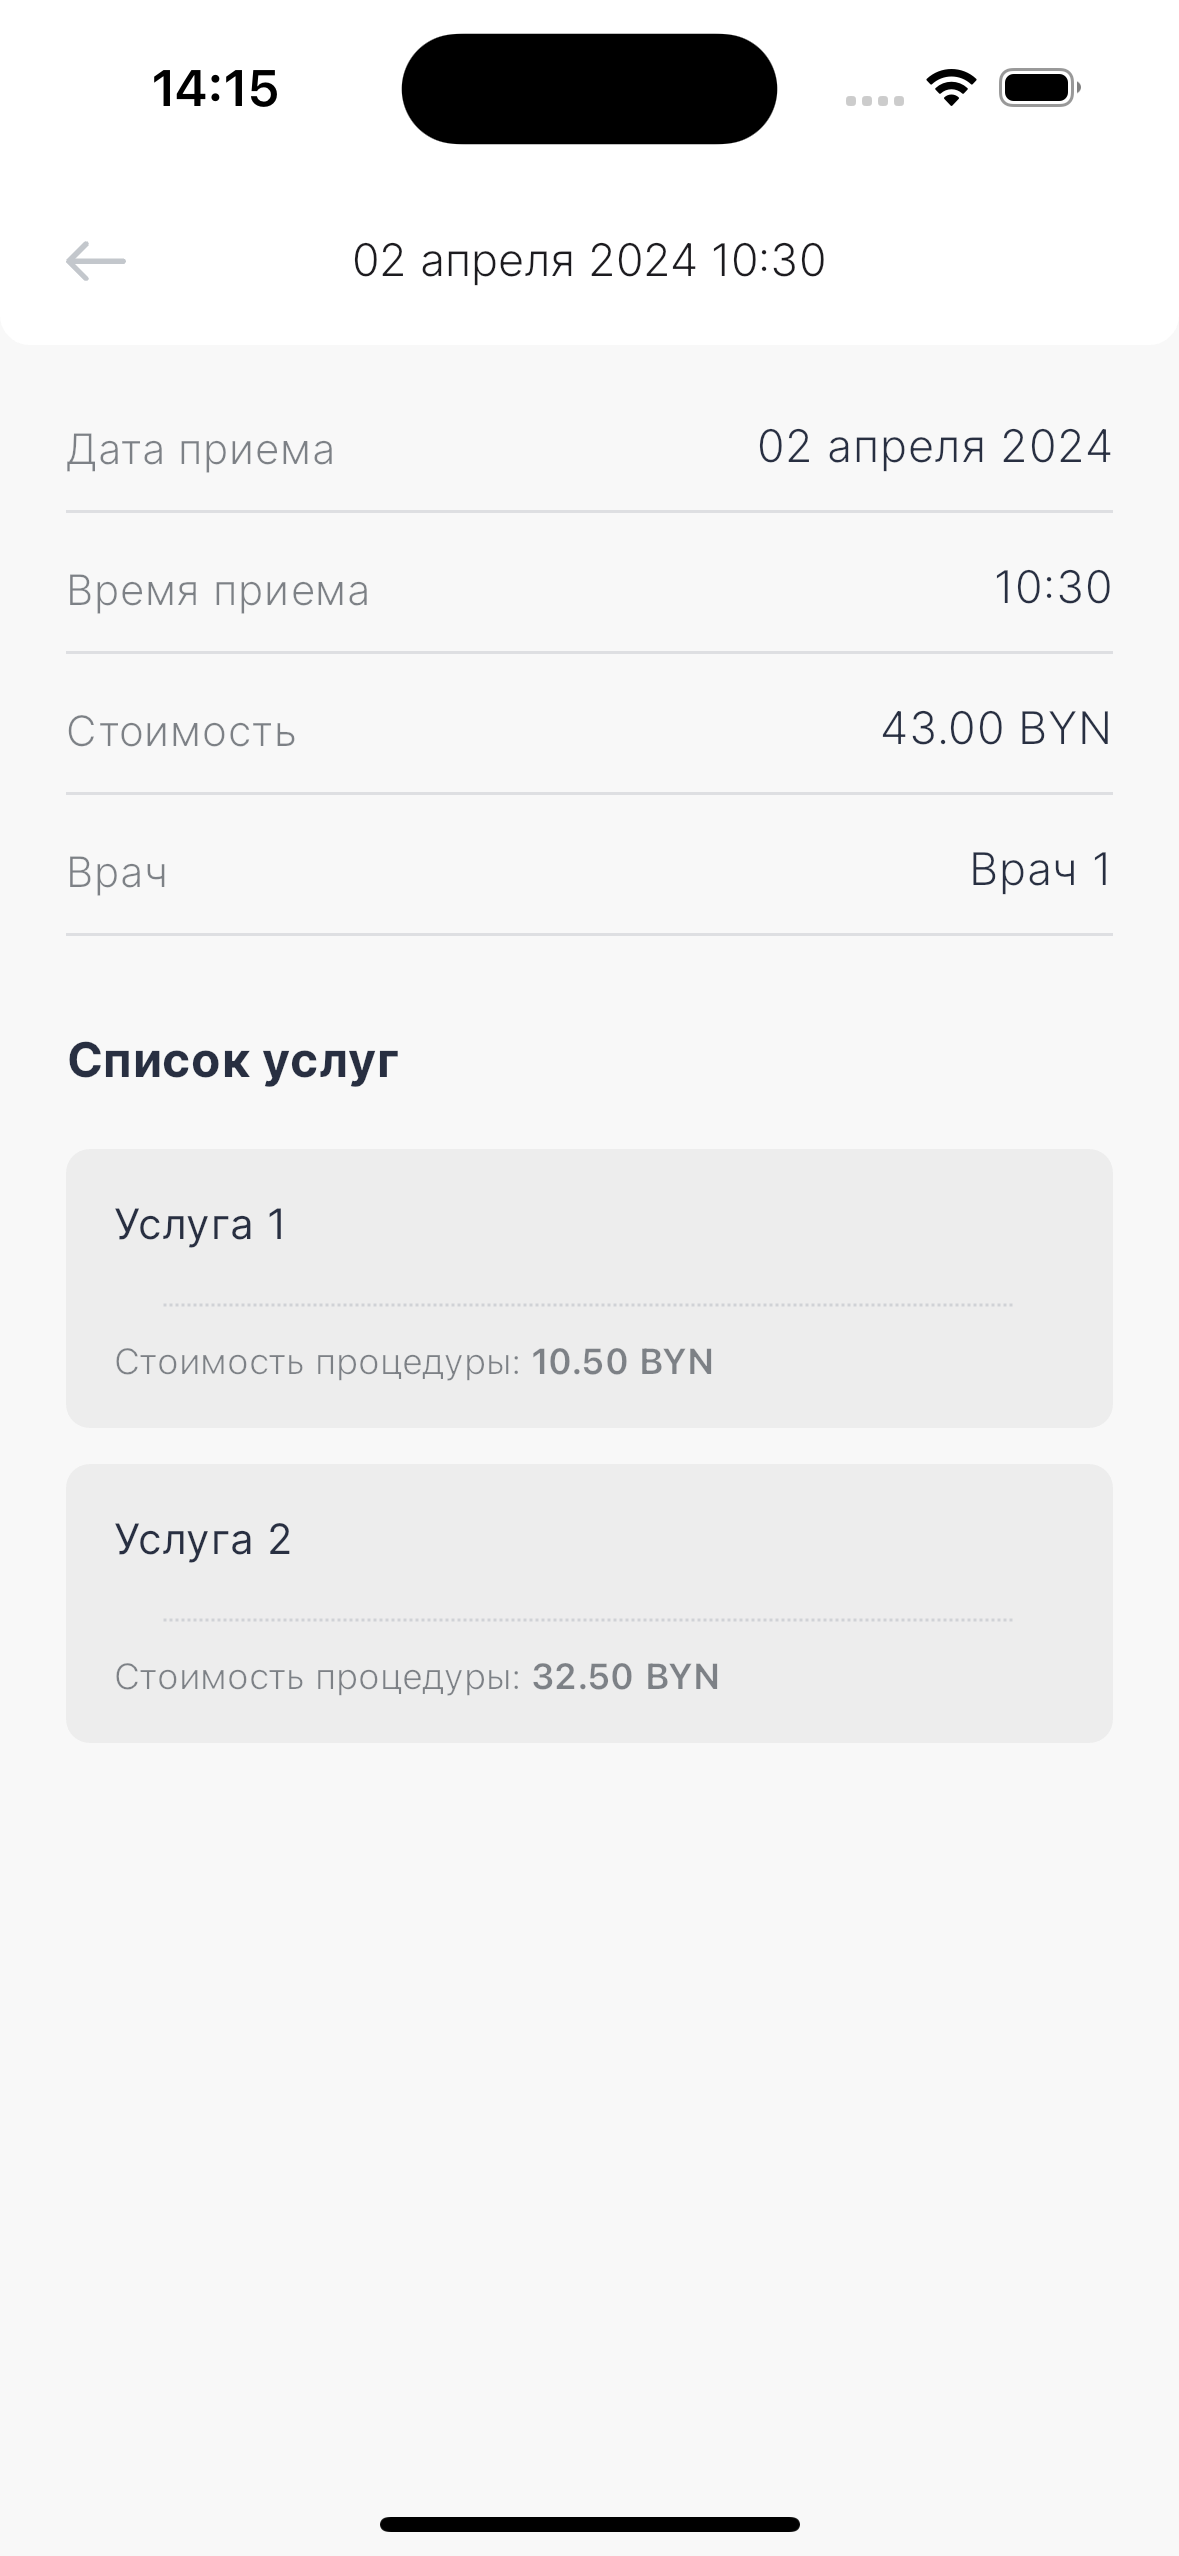 14:15
02 апреля 2024 10:30
Дата приема 02 апреля 2024
Время приема 10:30
Стоимость 43.00 BYN
Врач Врач 1
Список услуг
Услуга 1
Стоимость процедуры: 10.50 BYN
Услуга 2
Стоимость процедуры: 32.50 BYN